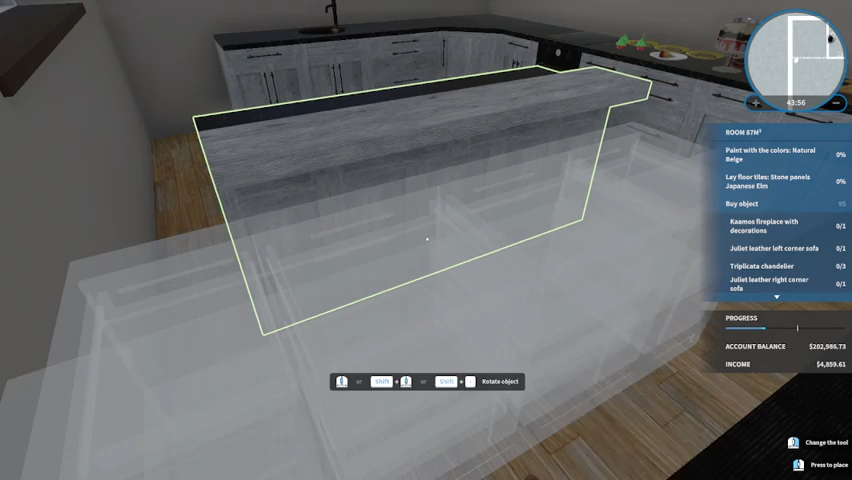 43:56
ROOM 87M²
Paint with the colors: Natural
Beige
0%
Lay floor tiles: Stone panels
Japanese Elm
0%
Buy object
95
Kaamos fireplace with
decorations
0/1
Juliet leather left corner sofa
0/1
Triplicata chandelier
0/3
Juliet leather right corner
sofa
0/1
PROGRESS
ACCOUNT BALANCE
$202,986.73
INCOME
$4,859.61
or Shift + or Shift + Rotate object
Change the tool
Press to place